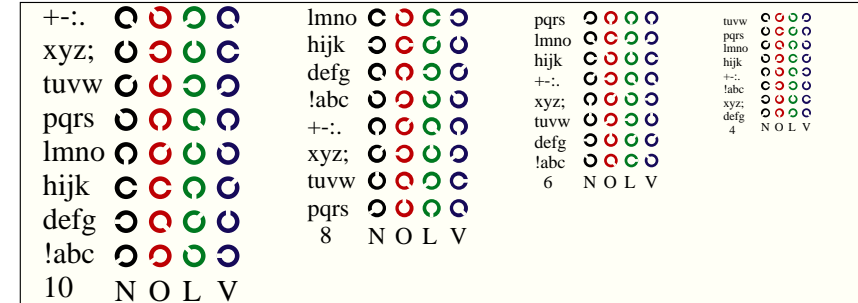 +-:.
xyz;
tuvw
pqrs
lmno
hijk
defg
!abc
10 N O L V
lmno
hijk
defg
!abc
+-:.
xyz;
tuvw
pqrs
8 N O L V
pqrs
lmno
hijk
+-:.
xyz;
tuvw
defg
!abc
6 N O L V
tuvw
pqrs
lmno
hijk
+-:.
!abc
xyz;
defg
4 N O L V